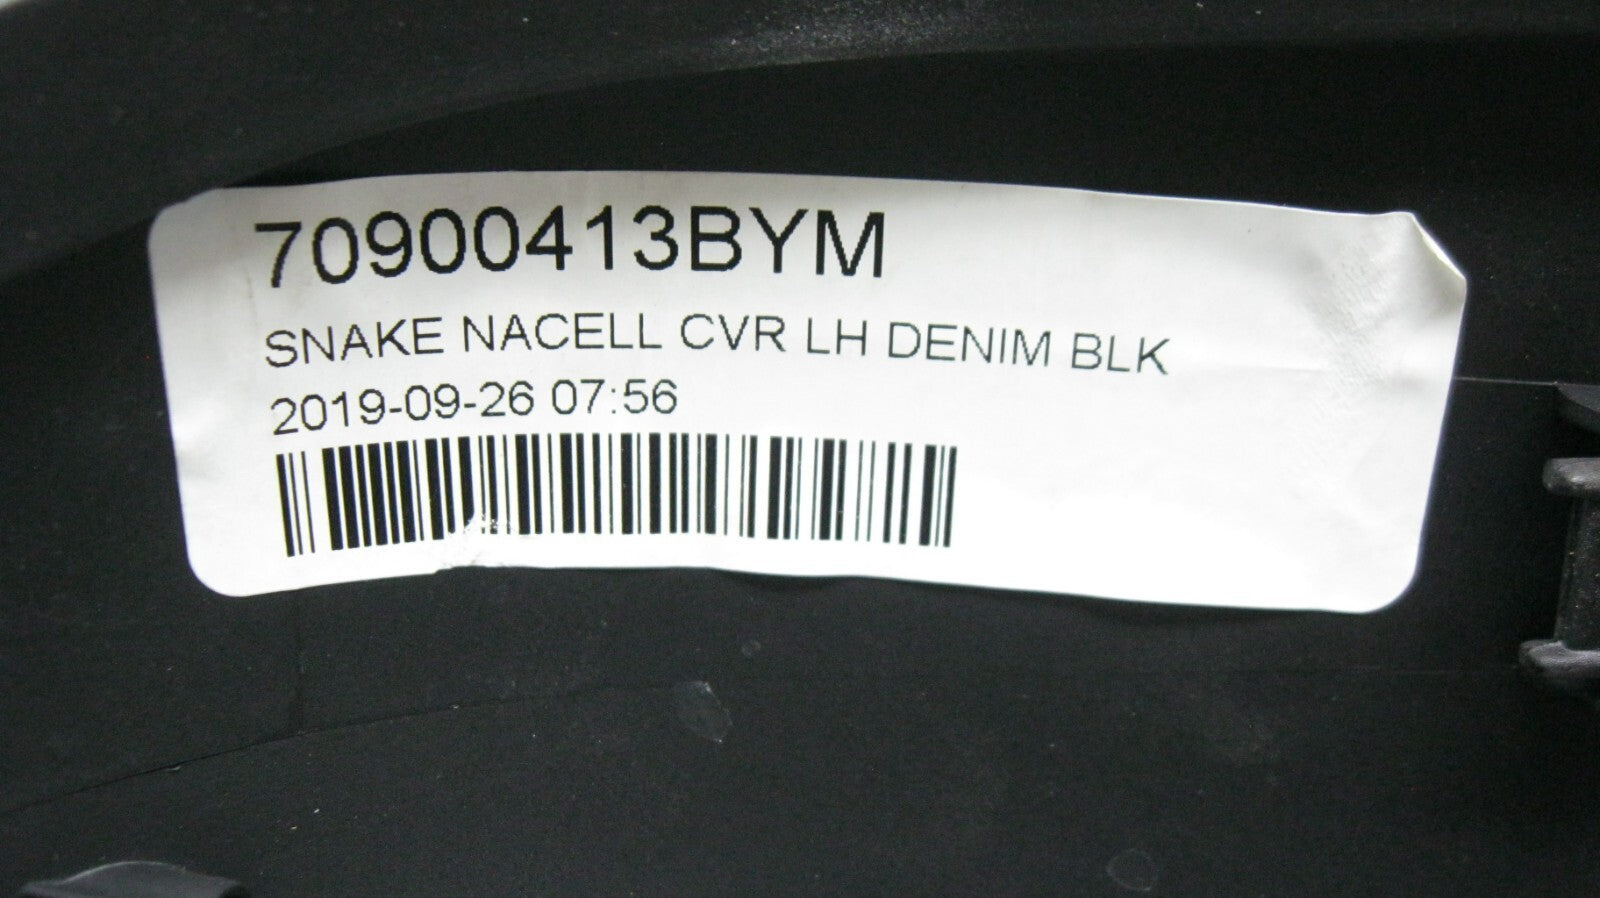 70900413BYM
SNAKE NACELL CVR LH DENIM BLK
2019-09-26 07:56